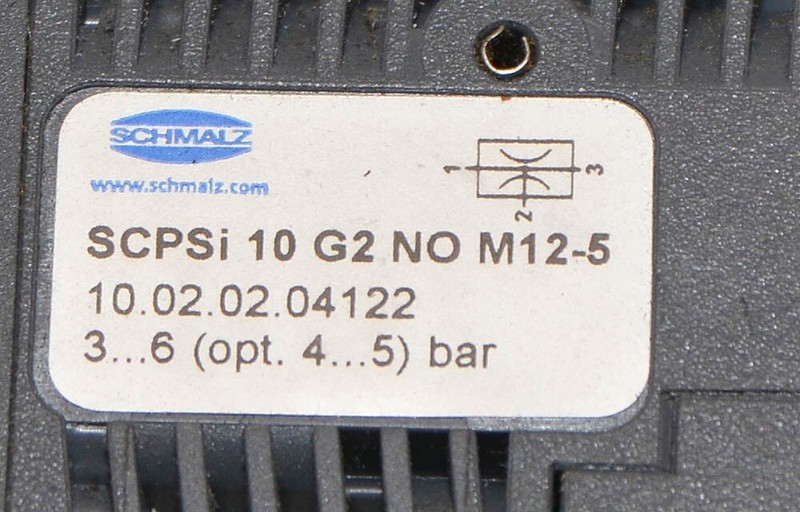 SCHMALZ
www.schmalz.com
1
3
2
SCPSi 10 G2 NO M12-5
10.02.02.04122
3...6 (opt. 4...5) bar